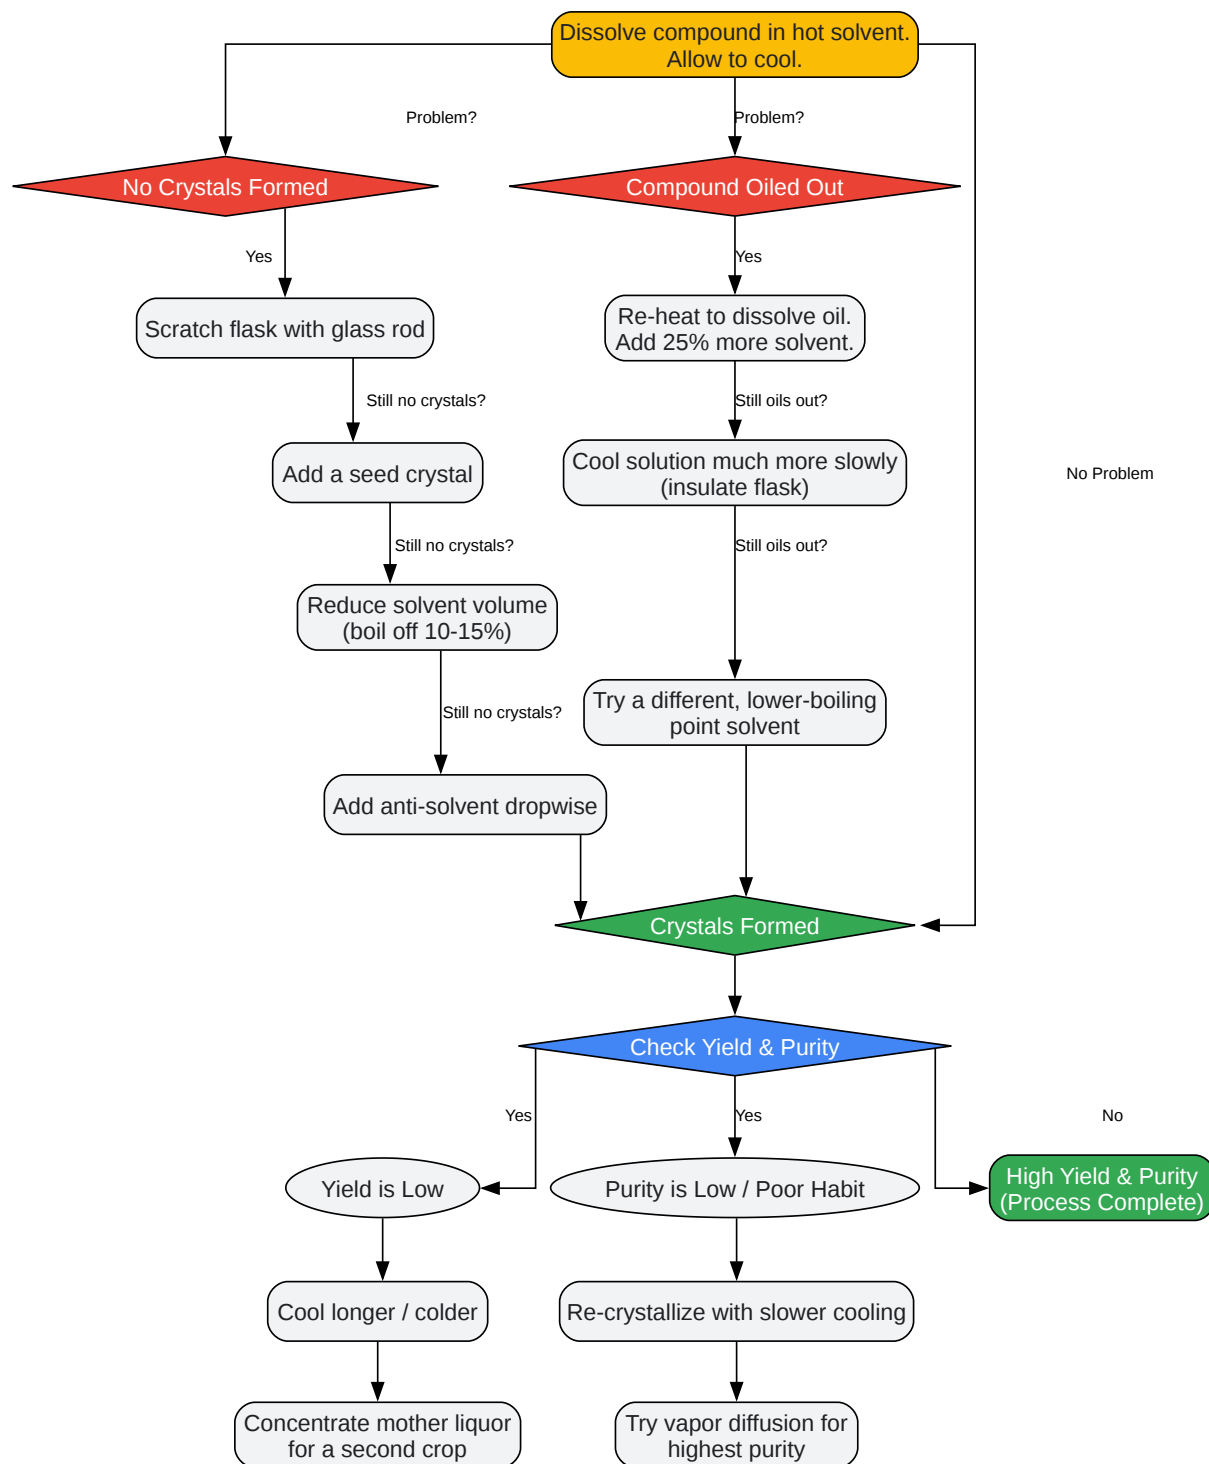 Dissolve compound in hot solvent.
Allow to cool.
Problem?
Problem?
No Crystals Formed
Compound Oiled Out
Yes
Yes
Scratch flask with glass rod
Re-heat to dissolve oil.
Add 25% more solvent.
Still no crystals?
Still oils out?
Add a seed crystal
Cool solution much more slowly
(insulate flask)
No Problem
Still no crystals?
Still oils out?
Reduce solvent volume
(boil off 10-15%)
Still no crystals?
Try a different, lower-boiling
point solvent
Add anti-solvent dropwise
Crystals Formed
Check Yield & Purity
Yes
Yes
No
Yield is Low
Purity is Low / Poor Habit
High Yield & Purity
(Process Complete)
Cool longer / colder
Re-crystallize with slower cooling
Concentrate mother liquor
for a second crop
Try vapor diffusion for
highest purity